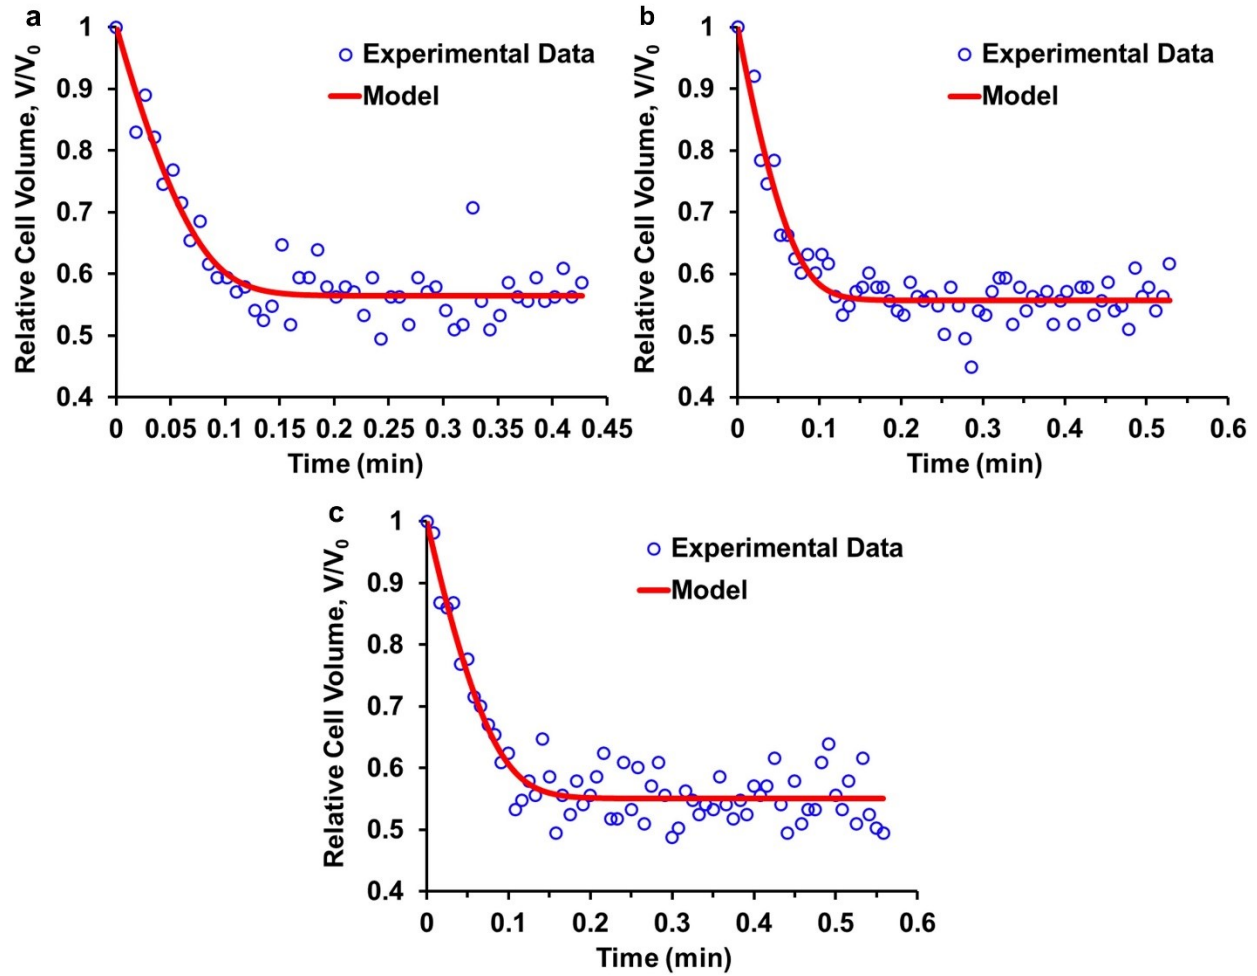 a
1
0.9
0.8
0.7
0.6
0.5
0.4
Relative Cell Volume, V/V₀
Experimental Data
Model
0 0.05 0.1 0.15 0.2 0.25 0.3 0.35 0.4 0.45
Time (min)
b
1
0.9
0.8
0.7
0.6
0.5
0.4
Relative Cell Volume, V/V₀
Experimental Data
Model
0 0.1 0.2 0.3 0.4 0.5 0.6
Time (min)
c
1
0.9
0.8
0.7
0.6
0.5
0.4
Relative Cell Volume, V/V₀
Experimental Data
Model
0 0.1 0.2 0.3 0.4 0.5 0.6
Time (min)